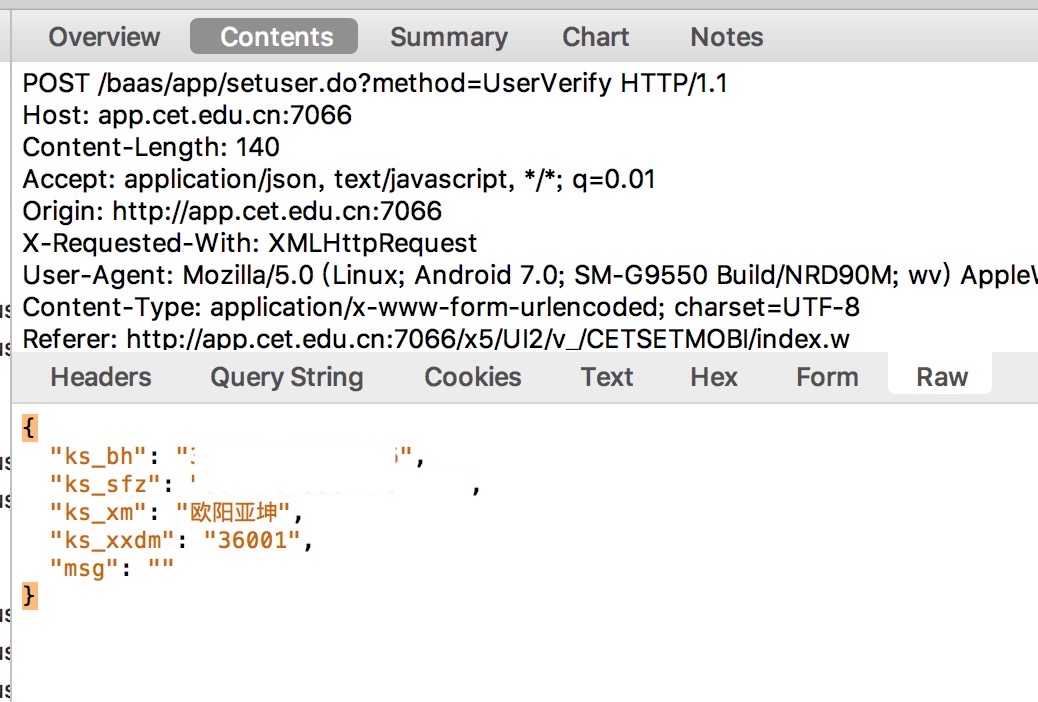 Overview Contents Summary Chart Notes
POST /baas/app/setuser.do?method=UserVerify HTTP/1.1
Host: app.cet.edu.cn:7066
Content-Length: 140
Accept: application/json, text/javascript, */*; q=0.01
Origin: http://app.cet.edu.cn:7066
X-Requested-With: XMLHttpRequest
User-Agent: Mozilla/5.0 (Linux; Android 7.0; SM-G9550 Build/NRD90M; wv) AppleW
Content-Type: application/x-www-form-urlencoded; charset=UTF-8
Referer: http://app.cet.edu.cn:7066/x5/UI2/v_/CETSETMOBI/index.w
Headers Query String Cookies Text Hex Form Raw
{
"ks_bh": " ",
"ks_sfz": ' ,
"ks_xm": "欧阳亚坤",
"ks_xxdm": "36001",
"msg": ""
}